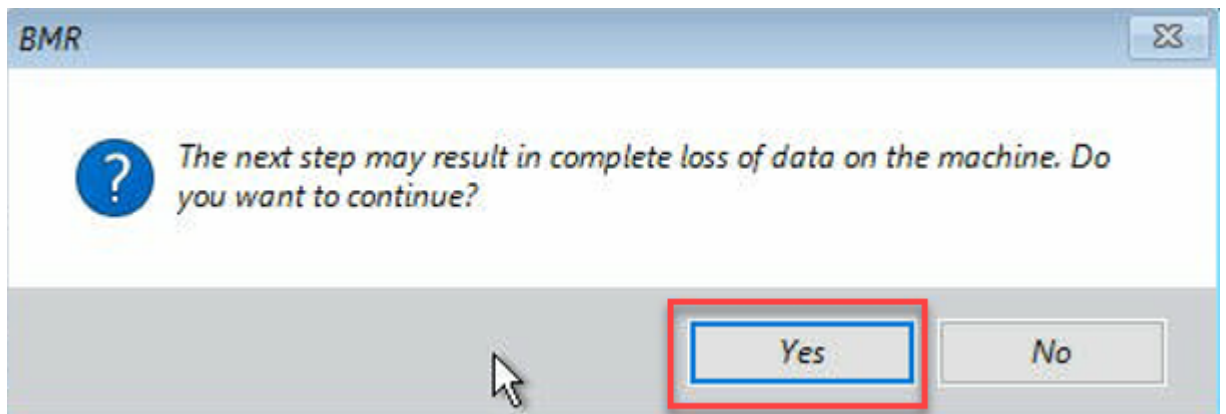 BMR
The next step may result in complete loss of data on the machine. Do
you want to continue?
Yes
No